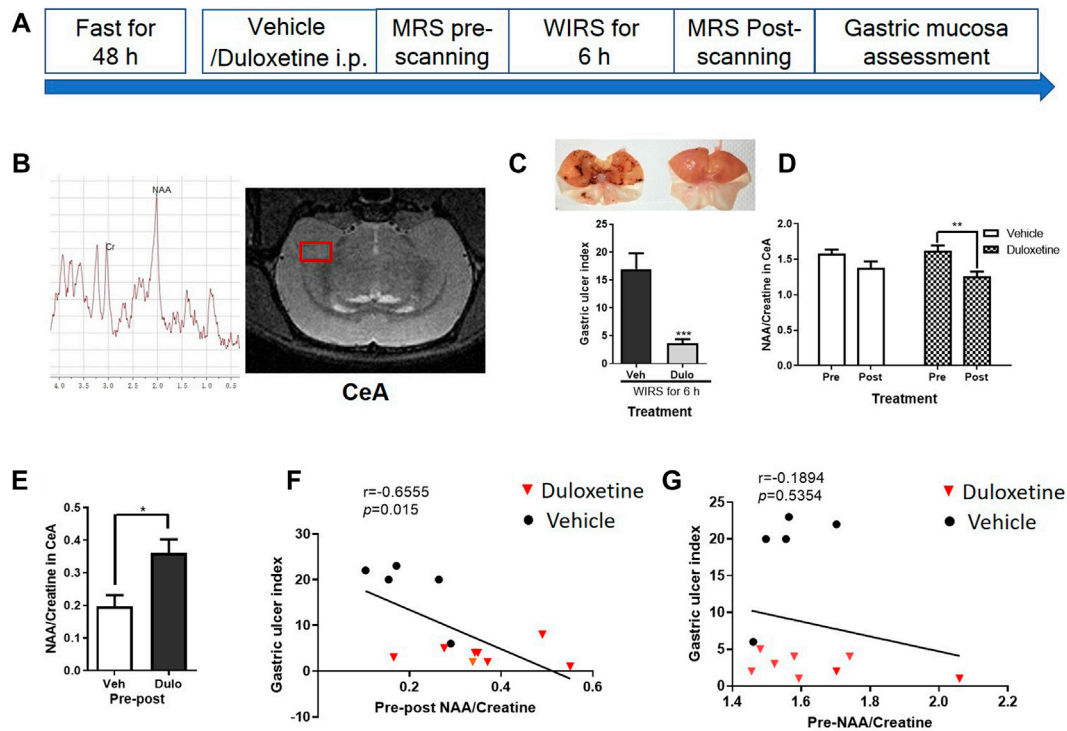 A
Fast for
48 h
Vehicle
/Duloxetine i.p.
MRS pre-
scanning
WIRS for
6 h
MRS Post-
scanning
Gastric mucosa
assessment
B
NAA
Cr
4.0 3.5 3.0 2.5 2.0 1.5 1.0 0.5
CeA
C
Gastric ulcer index
25
20
15
10
5
0
***
Veh Dulo
WIRS for 6 h
Treatment
D
NAA/Creatine in CeA
2.0
1.5
1.0
0.5
0.0
**
Vehicle
Duloxetine
Pre Post Pre Post
Treatment
E
NAA/Creatine in CeA
0.5
0.4
0.3
0.2
0.1
0.0
*
Veh Dulo
Pre-post
F
r=-0.6555
p=0.015
Duloxetine
Vehicle
Gastric ulcer index
30
20
10
0
-10
0.2 0.4 0.6
Pre-post NAA/Creatine
G
r=-0.1894
p=0.5354
Duloxetine
Vehicle
Gastric ulcer index
25
20
15
10
5
0
1.4 1.6 1.8 2.0 2.2
Pre-NAA/Creatine